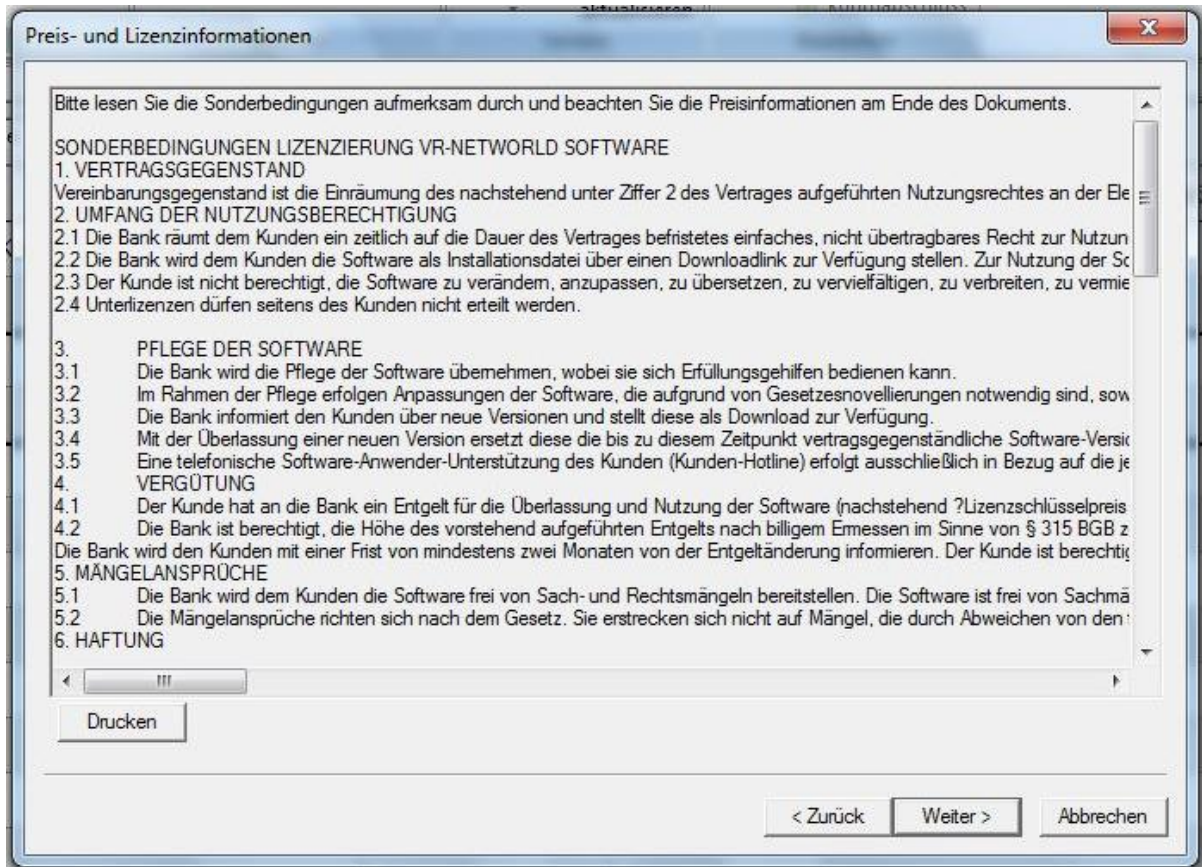 aktualisieren
Preis- und Lizenzinformationen
Bitte lesen Sie die Sonderbedingungen aufmerksam durch und beachten Sie die Preisinformationen am Ende des Dokuments.
SONDERBEDINGUNGEN LIZENZIERUNG VR-NETWORLD SOFTWARE
1. VERTRAGSGEGENSTAND
Vereinbarungsgegenstand ist die Einräumung des nachstehend unter Ziffer 2 des Vertrages aufgeführten Nutzungsrechtes an der Ele
2. UMFANG DER NUTZUNGSBERECHTIGUNG
2.1 Die Bank räumt dem Kunden ein zeitlich auf die Dauer des Vertrages befristetes einfaches, nicht übertragbares Recht zur Nutzun
2.2 Die Bank wird dem Kunden die Software als Installationsdatei über einen Downloadlink zur Verfügung stellen. Zur Nutzung der So
2.3 Der Kunde ist nicht berechtigt, die Software zu verändern, anzupassen, zu übersetzen, zu vervielfältigen, zu verbreiten, zu vermie
2.4 Unterlizenzen dürfen seitens des Kunden nicht erteilt werden.
3. PFLEGE DER SOFTWARE
3.1 Die Bank wird die Pflege der Software übernehmen, wobei sie sich Erfüllungsgehilfen bedienen kann.
3.2 Im Rahmen der Pflege erfolgen Anpassungen der Software, die aufgrund von Gesetzesnovellierungen notwendig sind, sow
3.3 Die Bank informiert den Kunden über neue Versionen und stellt diese als Download zur Verfügung.
3.4 Mit der Überlassung einer neuen Version ersetzt diese die bis zu diesem Zeitpunkt vertragsgegenständliche Software-Versic
3.5 Eine telefonische Software-Anwender-Unterstützung des Kunden (Kunden-Hotline) erfolgt ausschließlich in Bezug auf die je
4. VERGÜTUNG
4.1 Der Kunde hat an die Bank ein Entgelt für die Überlassung und Nutzung der Software (nachstehend ?Lizenzschlüsselpreis
4.2 Die Bank ist berechtigt, die Höhe des vorstehend aufgeführten Entgelts nach billigem Ermessen im Sinne von § 315 BGB z
Die Bank wird den Kunden mit einer Frist von mindestens zwei Monaten von der Entgeltänderung informieren. Der Kunde ist berechtig
5. MÄNGELANSPRÜCHE
5.1 Die Bank wird dem Kunden die Software frei von Sach- und Rechtsmängeln bereitstellen. Die Software ist frei von Sachmä
5.2 Die Mängelansprüche richten sich nach dem Gesetz. Sie erstrecken sich nicht auf Mängel, die durch Abweichen von den
6. HAFTUNG
Drucken
< Zurück
Weiter >
Abbrechen